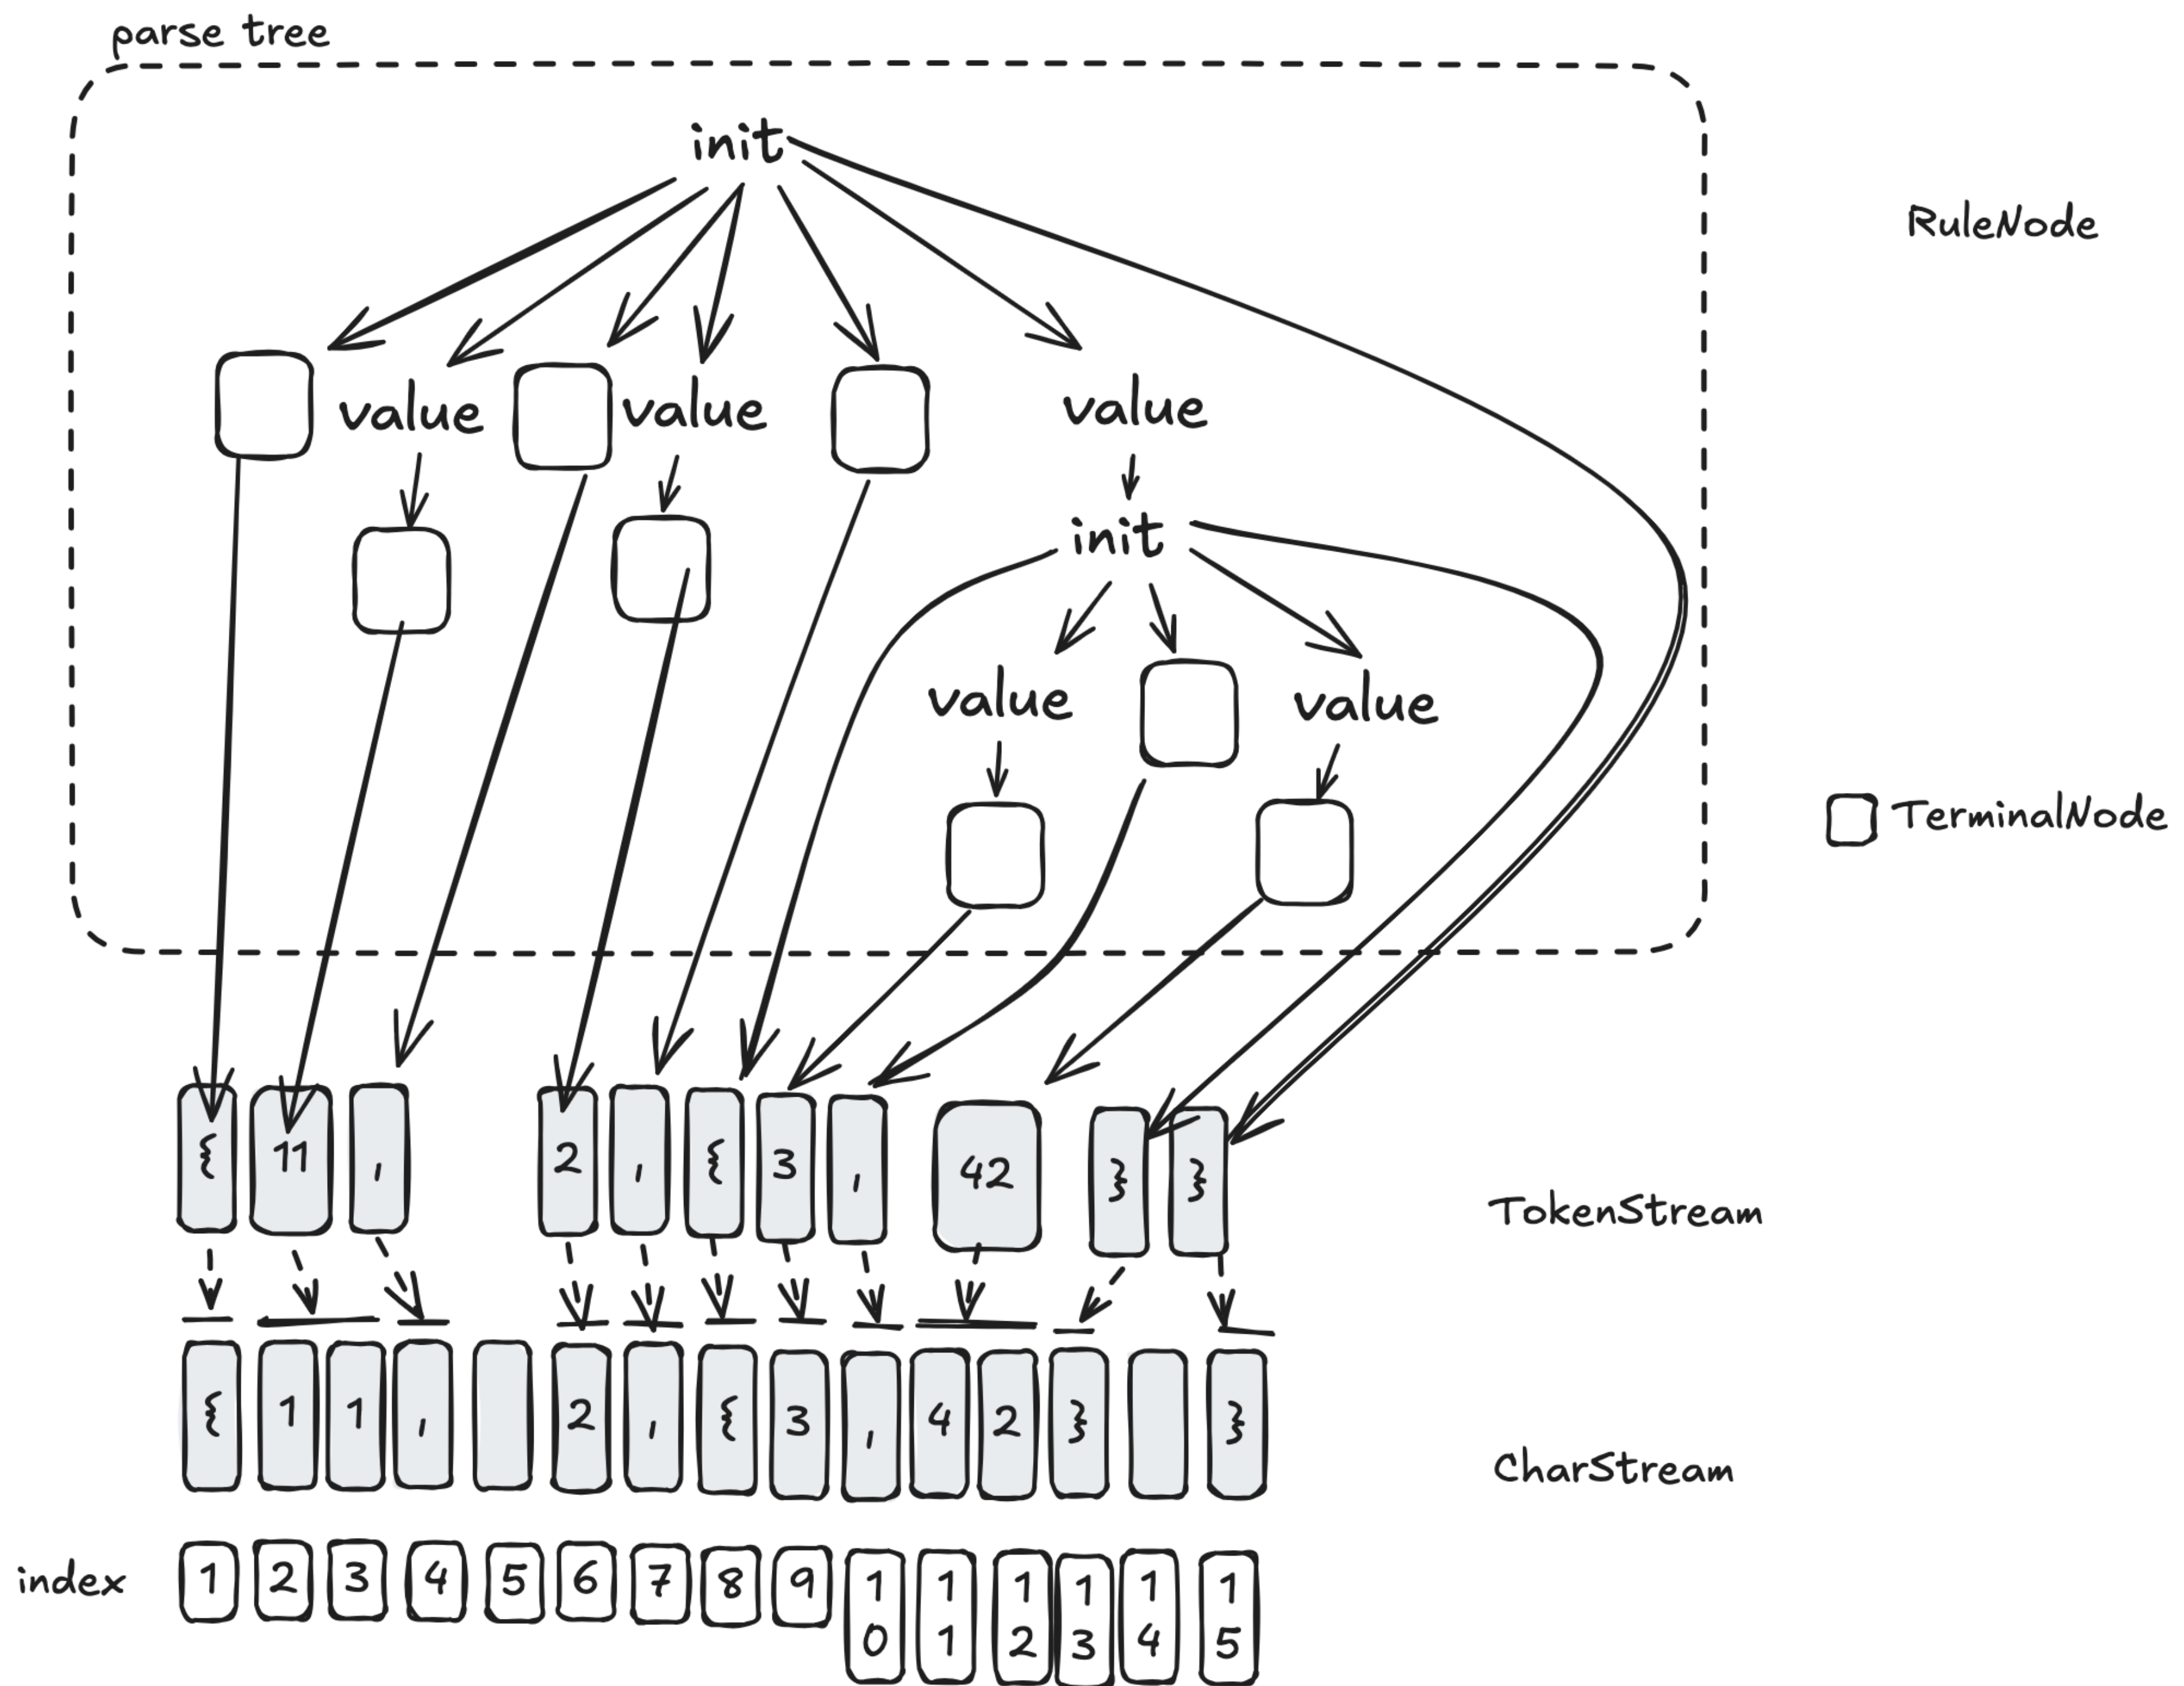 parse tree
init
RuleNode
value value value
init
value value
TerminalNode
{ 11 , 2 , { 3 , 42 } }
TokenStream
{ 1 1 , 2 , { 3 , 4 2 } }
CharStream
index 1 2 3 4 5 6 7 8 9 10 11 12 13 14 15